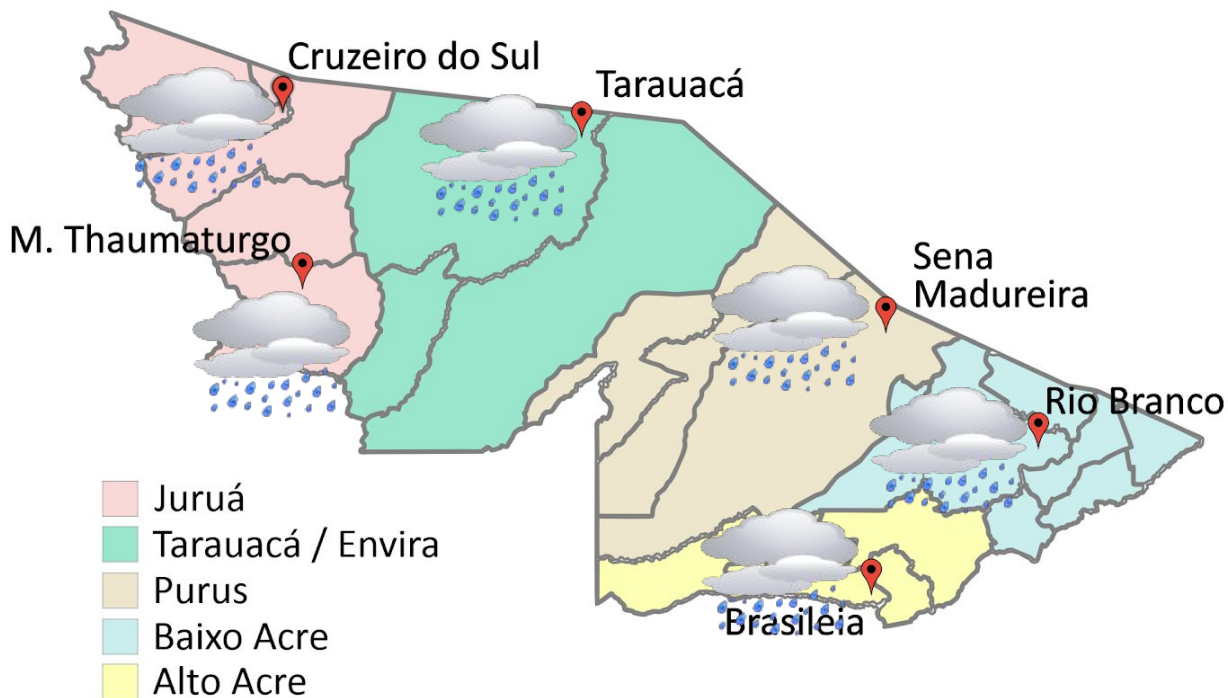 Cruzeiro do Sul
Tarauacá
M. Thaumaturgo
Sena
Madureira
Rio Branco
Brasileia
Juruá
Tarauacá / Envira
Purus
Baixo Acre
Alto Acre